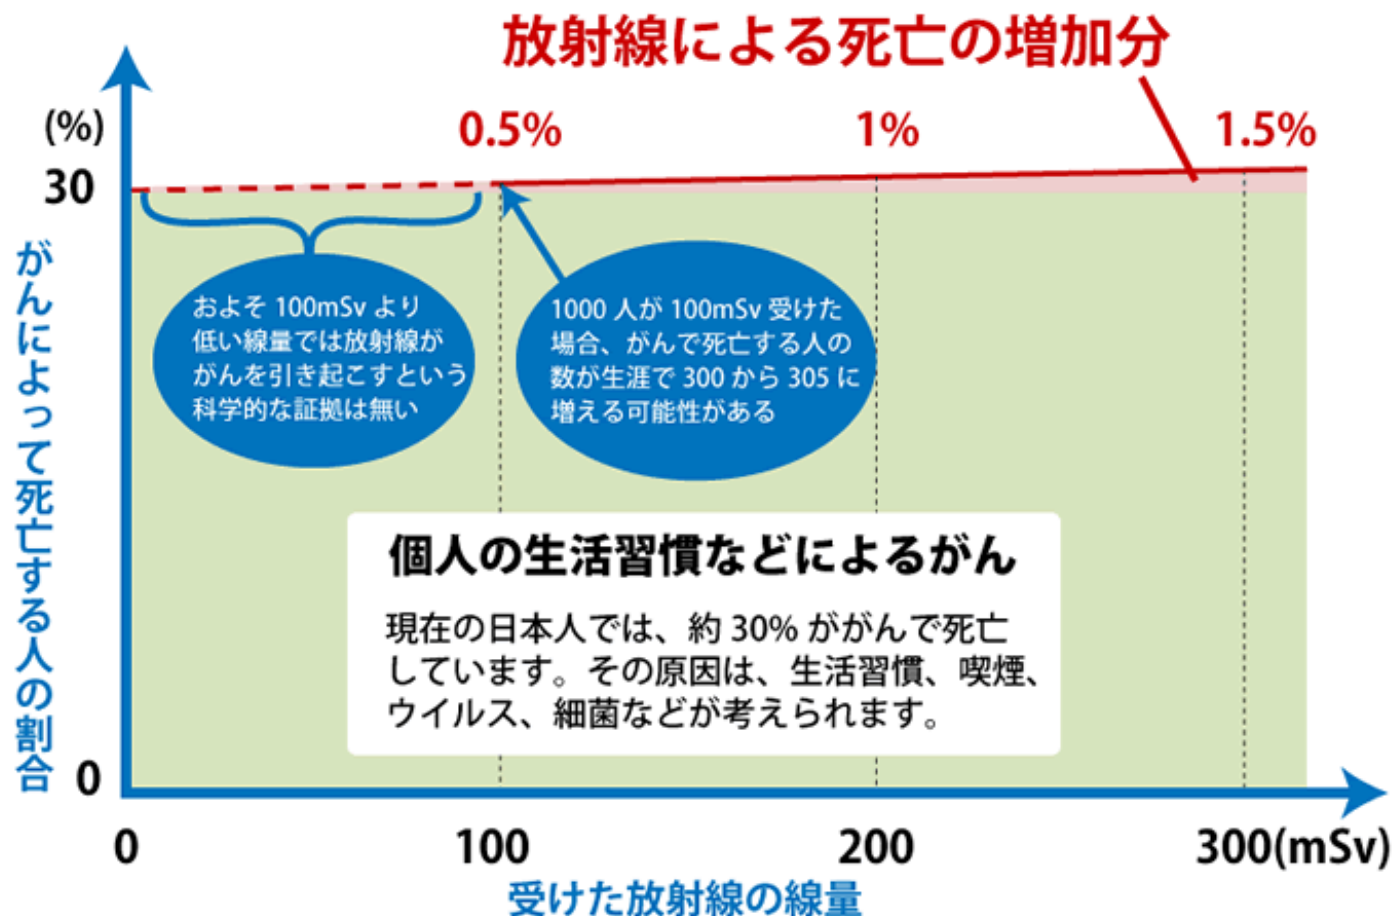 放射線による死亡の増加分
(%)
0.5%
1%
1.5%
30
がんによって死亡する人の割合
およそ 100mSv より
低い線量では放射線が
がんを引き起こすという
科学的な証拠は無い
1000 人が 100mSv 受けた
場合、がんで死亡する人の
数が生涯で 300 から 305 に
増える可能性がある
個人の生活習慣などによるがん
現在の日本人では、約 30% ががんで死亡
しています。その原因は、生活習慣、喫煙、
ウイルス、細菌などが考えられます。
0
0
100
200
300(mSv)
受けた放射線の線量